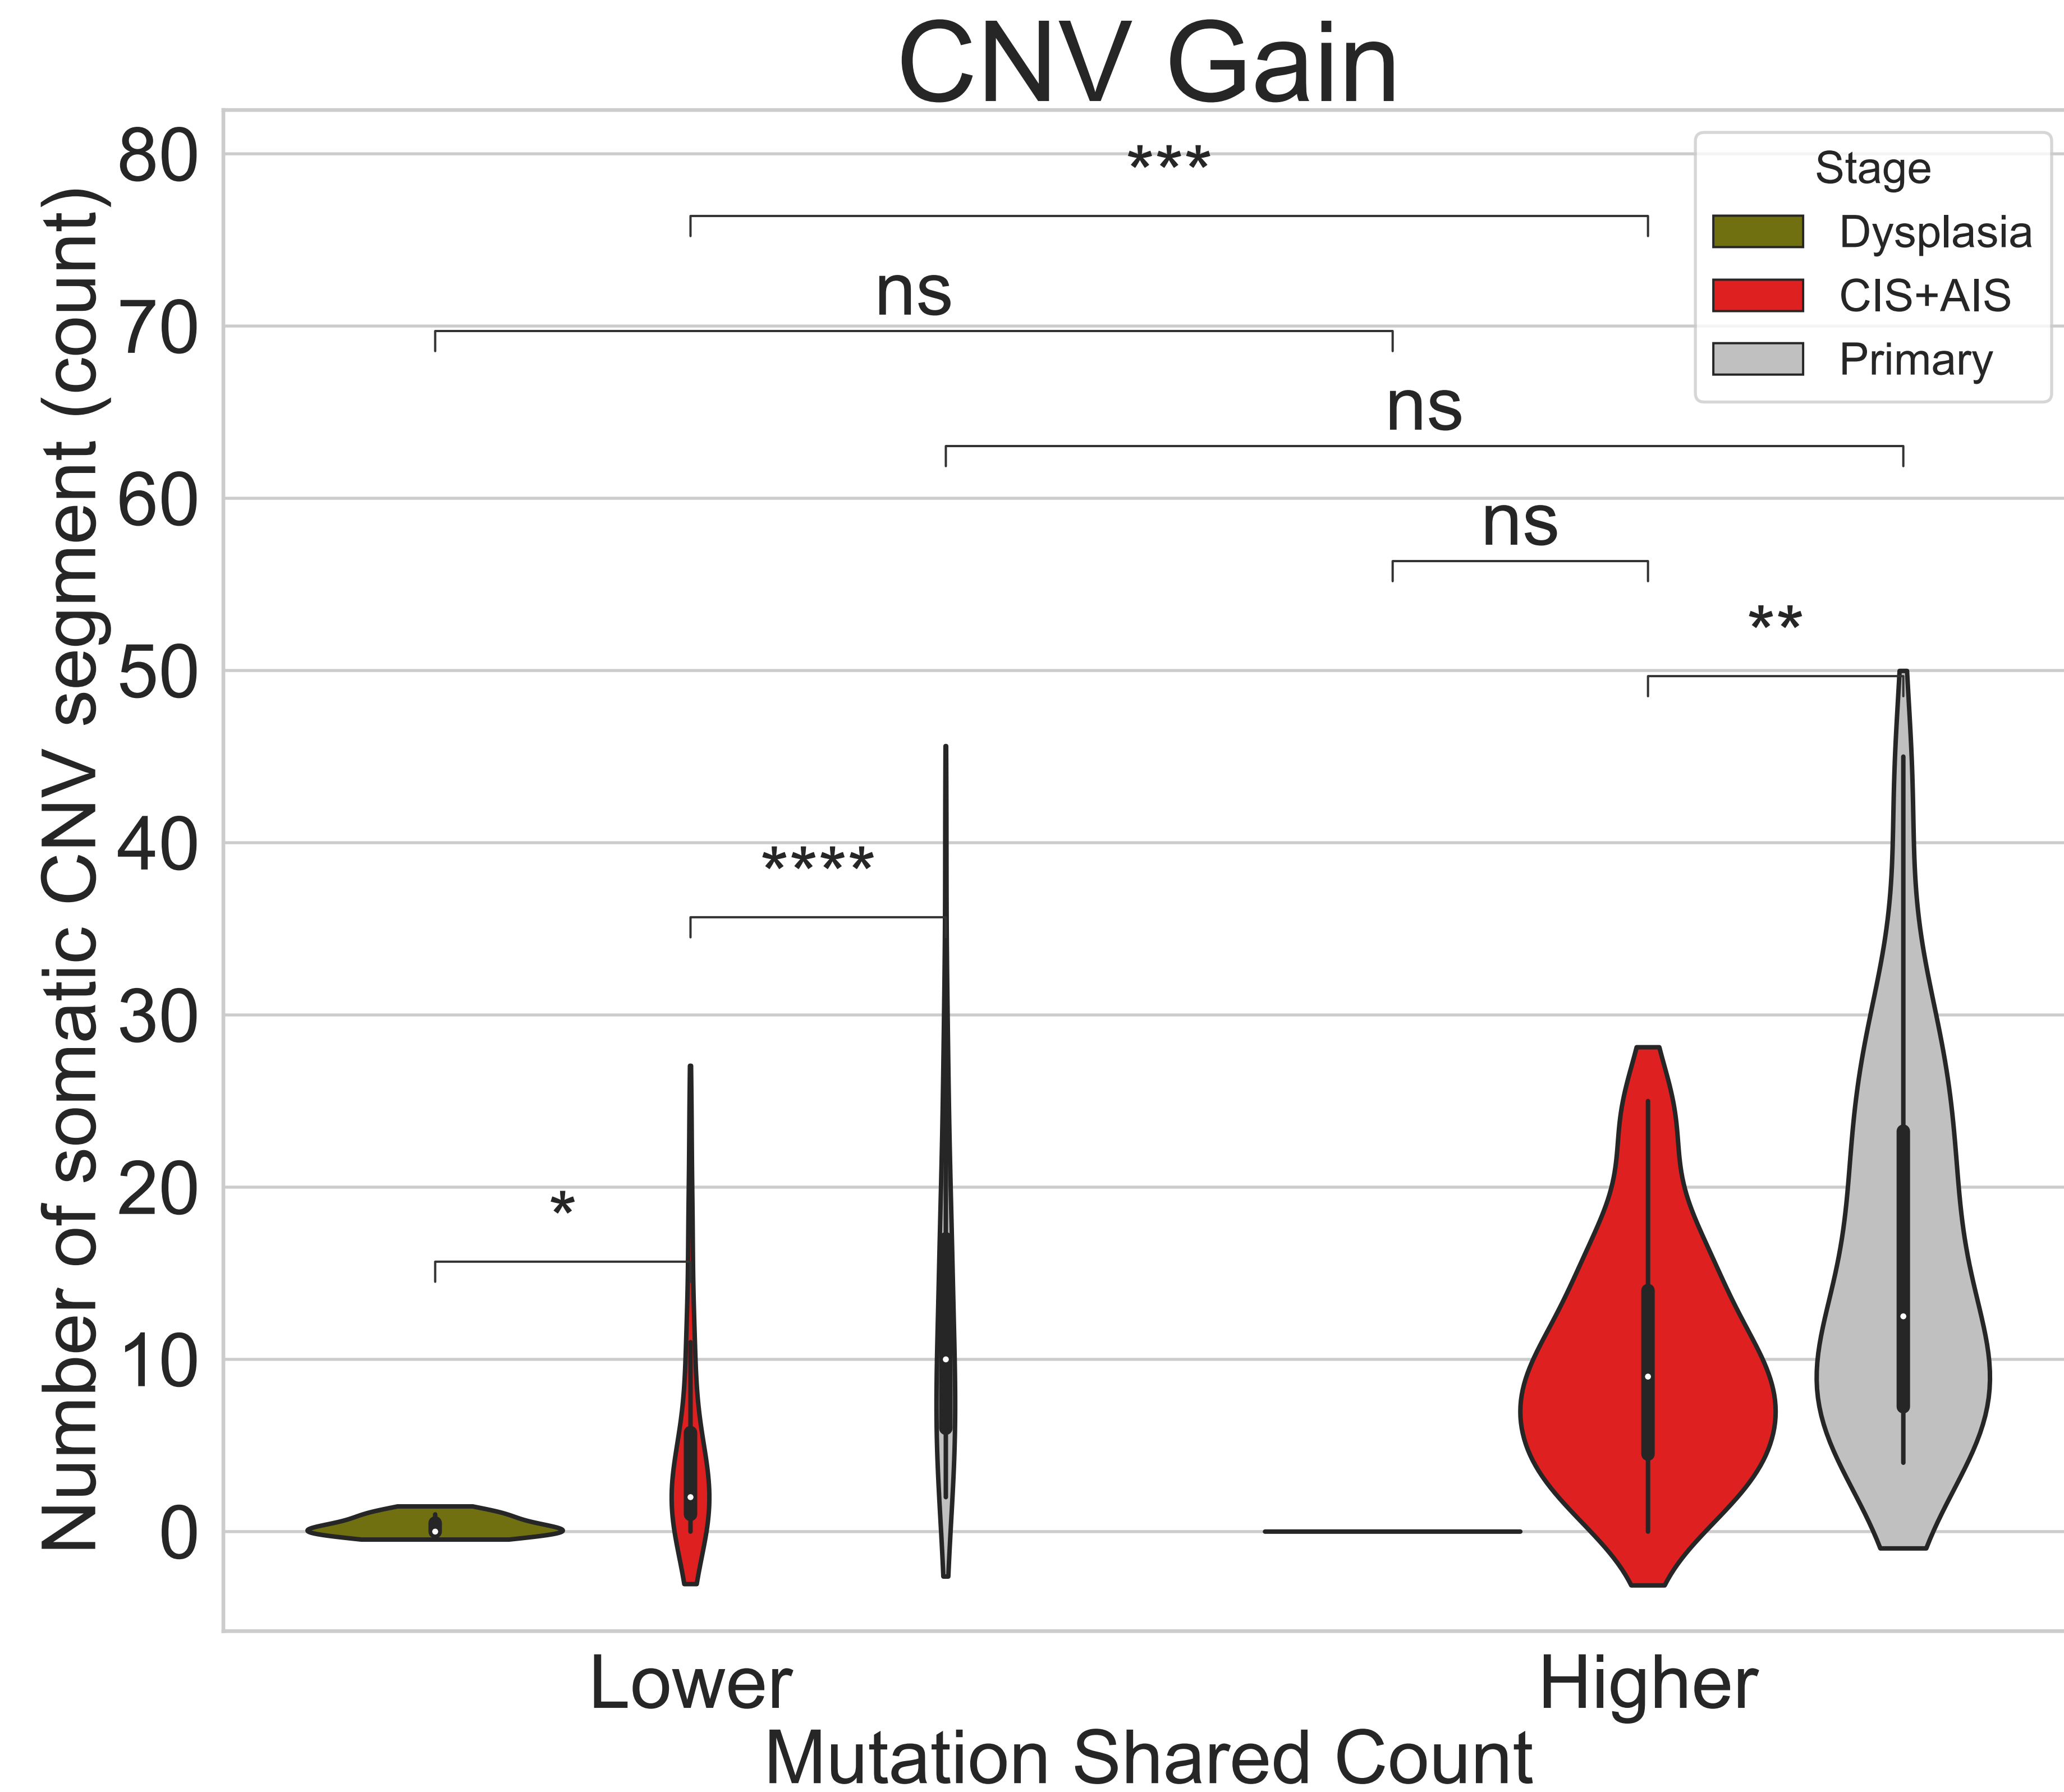 CNV Gain
Number of somatic CNV segment (count)
80
70
60
50
40
30
20
10
0
***
ns
ns
ns
**
****
*
Stage
Dysplasia
CIS+AIS
Primary
Lower
Higher
Mutation Shared Count